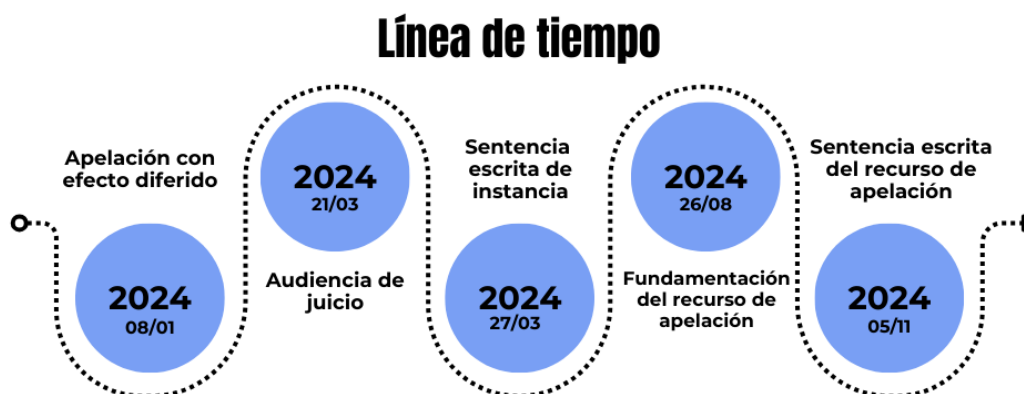 Línea de tiempo
Apelación con
efecto diferido
2024
08/01
2024
21/03
Audiencia de
juicio
Sentencia
escrita de
instancia
2024
27/03
2024
26/08
Fundamentación
del recurso de
apelación
Sentencia escrita
del recurso de
apelación
2024
05/11